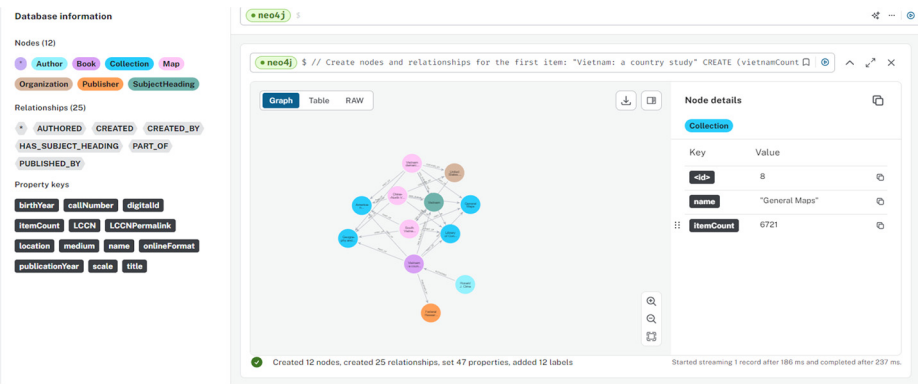 Database information
Nodes (12)
* Author Book Collection Map
Organization Publisher SubjectHeading
Relationships (25)
* AUTHORED CREATED CREATED_BY
HAS_SUBJECT_HEADING PART_OF
PUBLISHED_BY
Property keys
birthYear callNumber digitalId
itemCount LCCN LCCNPermalink
location medium name onlineFormat
publicationYear scale title
neo4j $
neo4j $ // Create nodes and relationships for the first item: "Vietnam: a country study" CREATE (vietnamCount
Graph Table RAW
Node details
Collection
Key Value
<id> 8
name "General Maps"
itemCount 6721
Created 12 nodes, created 25 relationships, set 47 properties, added 12 labels
Started streaming 1 record after 186 ms and completed after 237 ms.